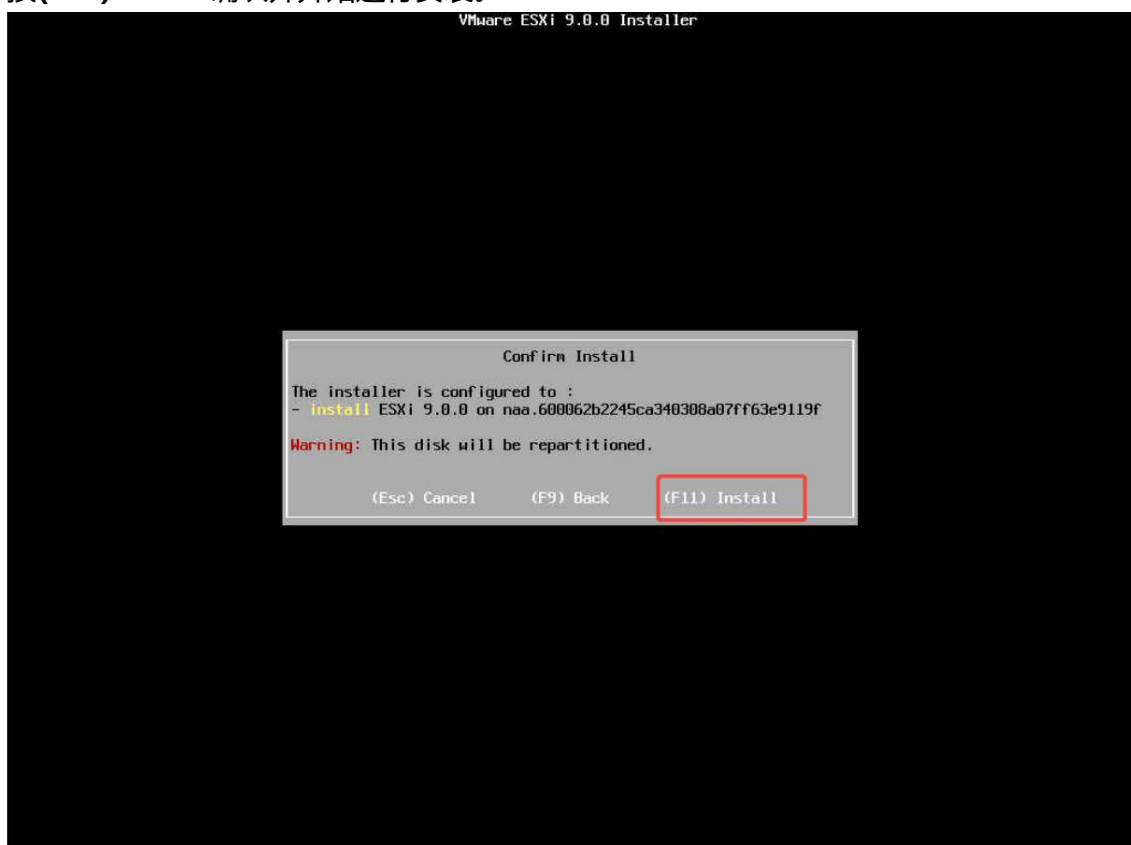 VMware ESXi 9.0.0 Installer
Confirm Install
The installer is configured to :
- install ESXi 9.0.0 on naa.600062b2245ca340308a07ff63e9119f
Warning: This disk will be repartitioned.
(Esc) Cancel (F9) Back (F11) Install